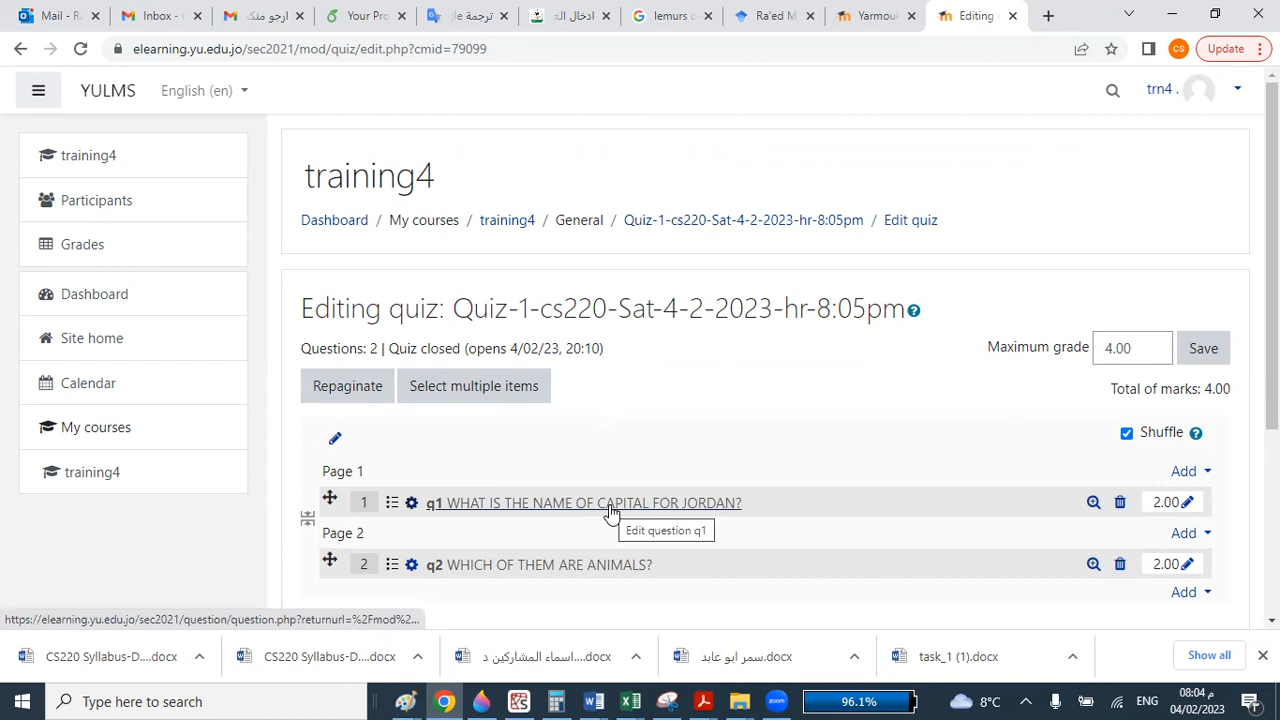 Mail - R
Inbox - i
ارجو منك
Your Pro
ترجمة
ادخال ال
lemurs c
Ra'ed M
Yarmouk
Editing
elearning.yu.edu.jo/sec2021/mod/quiz/edit.php?cmid=79099
CS
Update
YULMS
English (en)
trn4 .
training4
Participants
Grades
Dashboard
Site home
Calendar
My courses
training4
training4
Dashboard / My courses / training4 / General / Quiz-1-cs220-Sat-4-2-2023-hr-8:05pm / Edit quiz
Editing quiz: Quiz-1-cs220-Sat-4-2-2023-hr-8:05pm
Questions: 2 | Quiz closed (opens 4/02/23, 20:10)
Maximum grade 4.00 Save
Repaginate Select multiple items
Total of marks: 4.00
Shuffle
Page 1 Add
1 q1 WHAT IS THE NAME OF CAPITAL FOR JORDAN? 2.00
Edit question q1
Page 2 Add
2 q2 WHICH OF THEM ARE ANIMALS? 2.00
Add
https://elearning.yu.edu.jo/sec2021/question/question.php?returnurl=%2Fmod%2...
CS220 Syllabus-D....docx
CS220 Syllabus-D....docx
اسماء المشاركين د....docx
سمر ابو عابد.docx
task_1 (1).docx
Show all
Type here to search
zoom
96.1%
8°C
ENG
08:04 م
04/02/2023